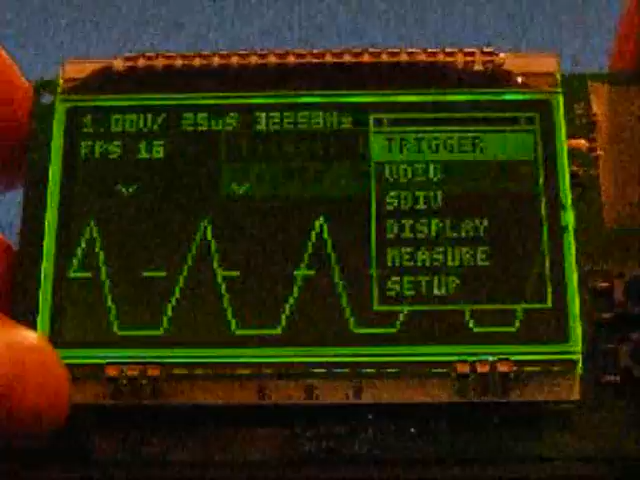 1.00V/ 25uS 32258Hz
FPS 16
TRIGGER
VDIV
SDIV
DISPLAY
MEASURE
SETUP